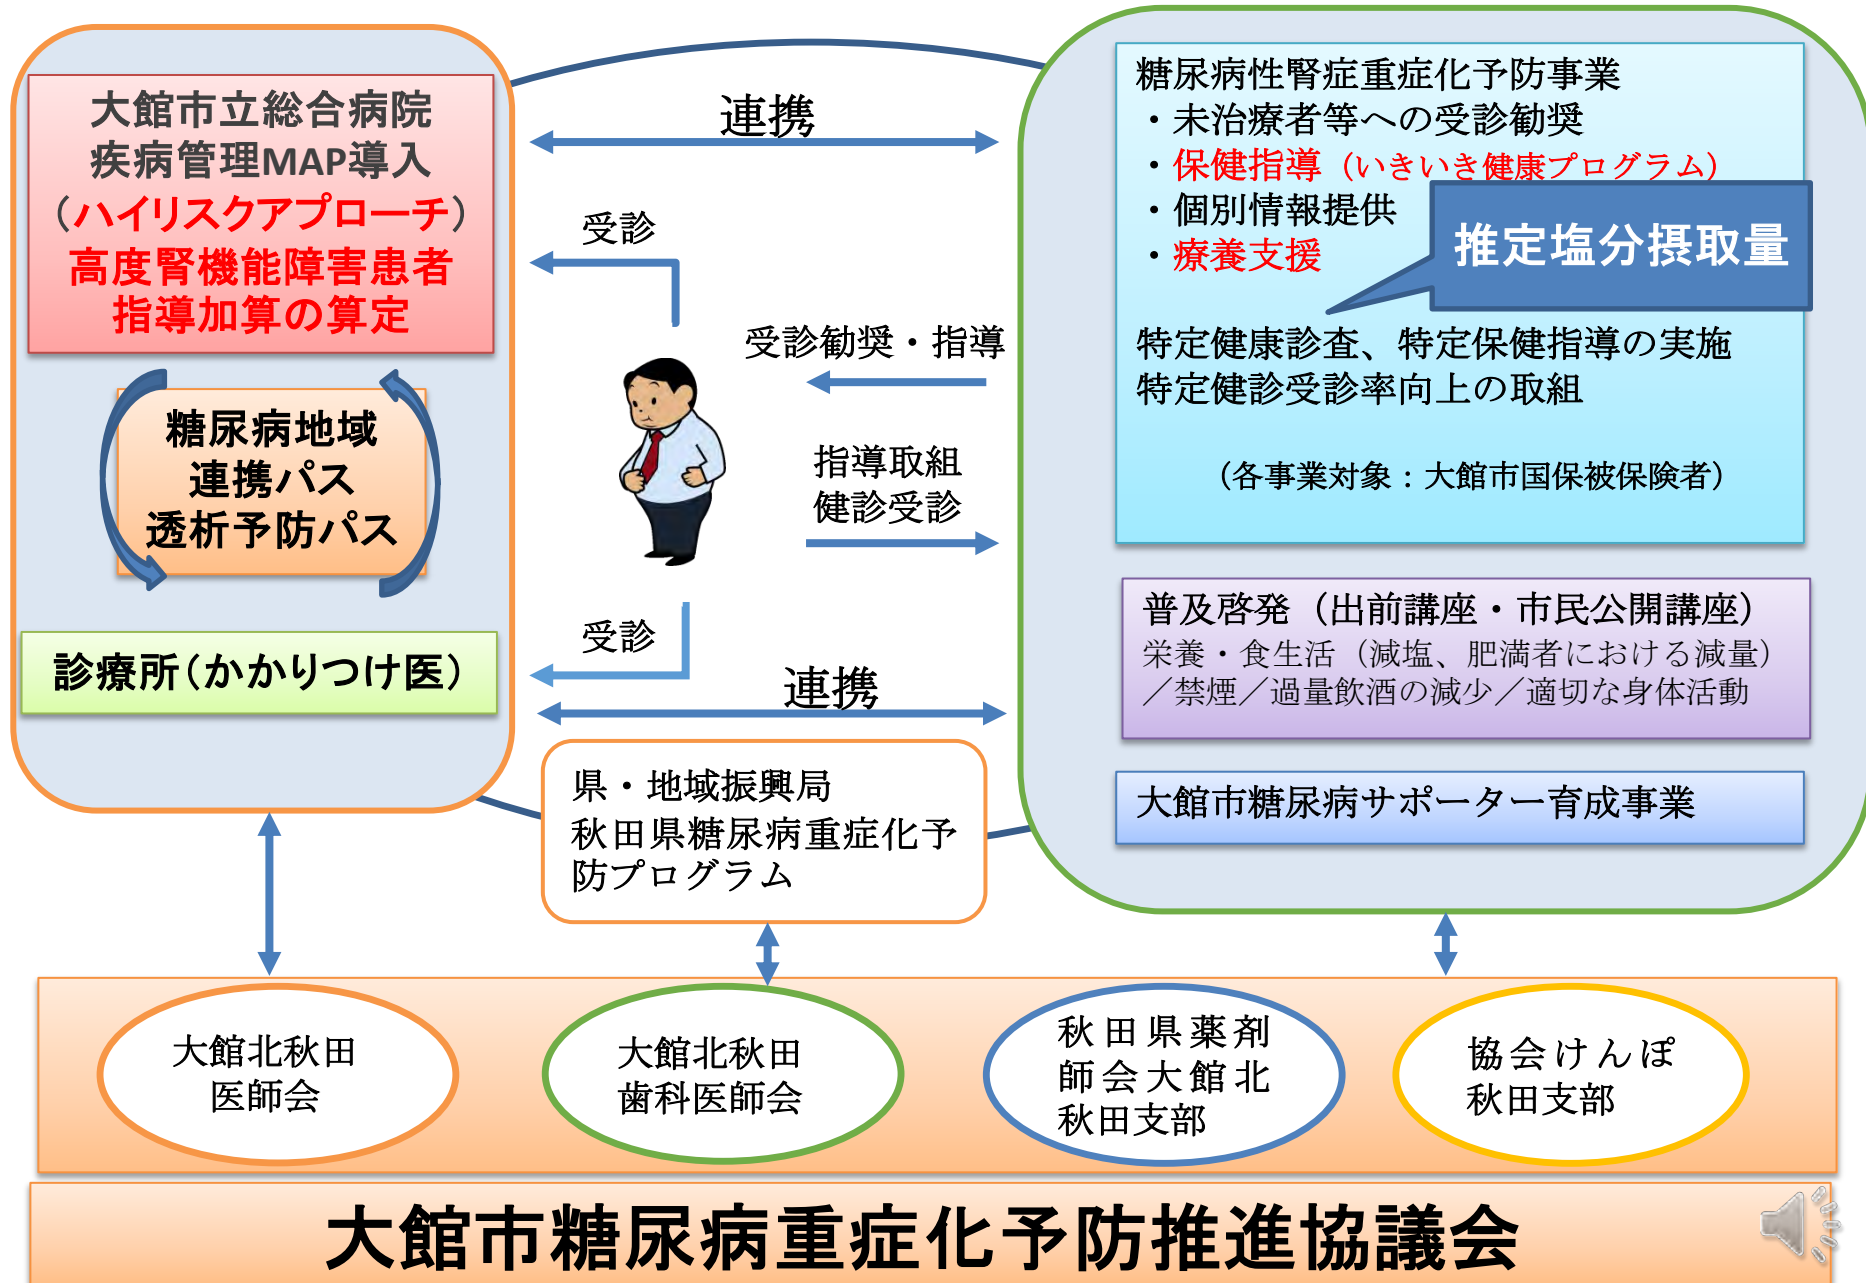 大館市立総合病院
疾病管理MAP導入
（ハイリスクアプローチ）
高度腎機能障害患者
指導加算の算定
糖尿病地域
連携パス
透析予防パス
診療所（かかりつけ医）
連携
受診
受診勧奨・指導
指導取組
健診受診
受診
連携
県・地域振興局
秋田県糖尿病重症化予
防プログラム
糖尿病性腎症重症化予防事業
・未治療者等への受診勧奨
・保健指導（いきいき健康プログラム）
・個別情報提供
・療養支援
推定塩分摂取量
特定健康診査、特定保健指導の実施
特定健診受診率向上の取組
（各事業対象：大館市国保被保険者）
普及啓発（出前講座・市民公開講座）
栄養・食生活（減塩、肥満者における減量）
／禁煙／過量飲酒の減少／適切な身体活動
大館市糖尿病サポーター育成事業
大館北秋田
医師会
大館北秋田
歯科医師会
秋田県薬剤
師会大館北
秋田支部
協会けんぽ
秋田支部
大館市糖尿病重症化予防推進協議会